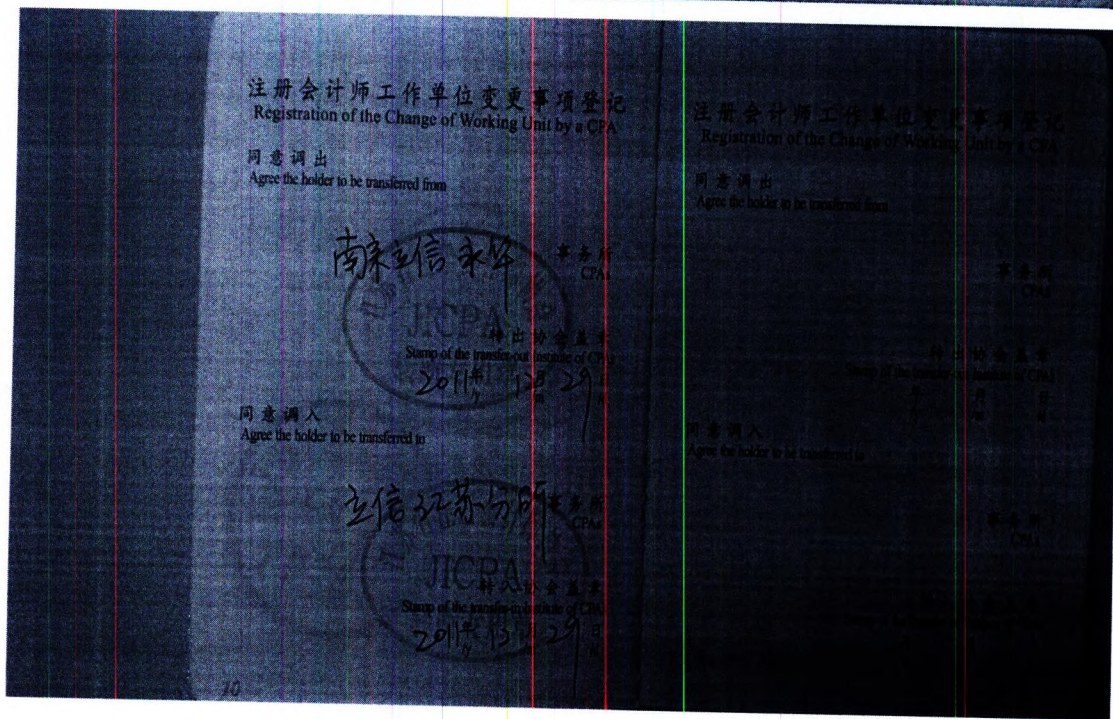 注册会计师工作单位变更事项登记
Registration of the Change of Working Unit by a CPA
同意调出
Agree the holder to be transferred from
南京立信永华 事务所
CPAs
JICPA
转出协会盖章
Stamp of the transfer-out Institute of CPAs
2011年 12月 29日
y m d
同意调入
Agree the holder to be transferred to
立信江苏分所 事务所
CPAs
JICPA
转入协会盖章
Stamp of the transfer-in Institute of CPAs
2011年 月 29日
y d
10
注册会计师工作单位变更事项登记
Registration of the Change of Working Unit by a CPA
同意调出
Agree the holder to be transferred from
事务所
CPAs
转出协会盖章
Stamp of the transfer-out Institute of CPAs
年 月 日
y m d
同意调入
Agree the holder to be transferred to
事务所
CPAs